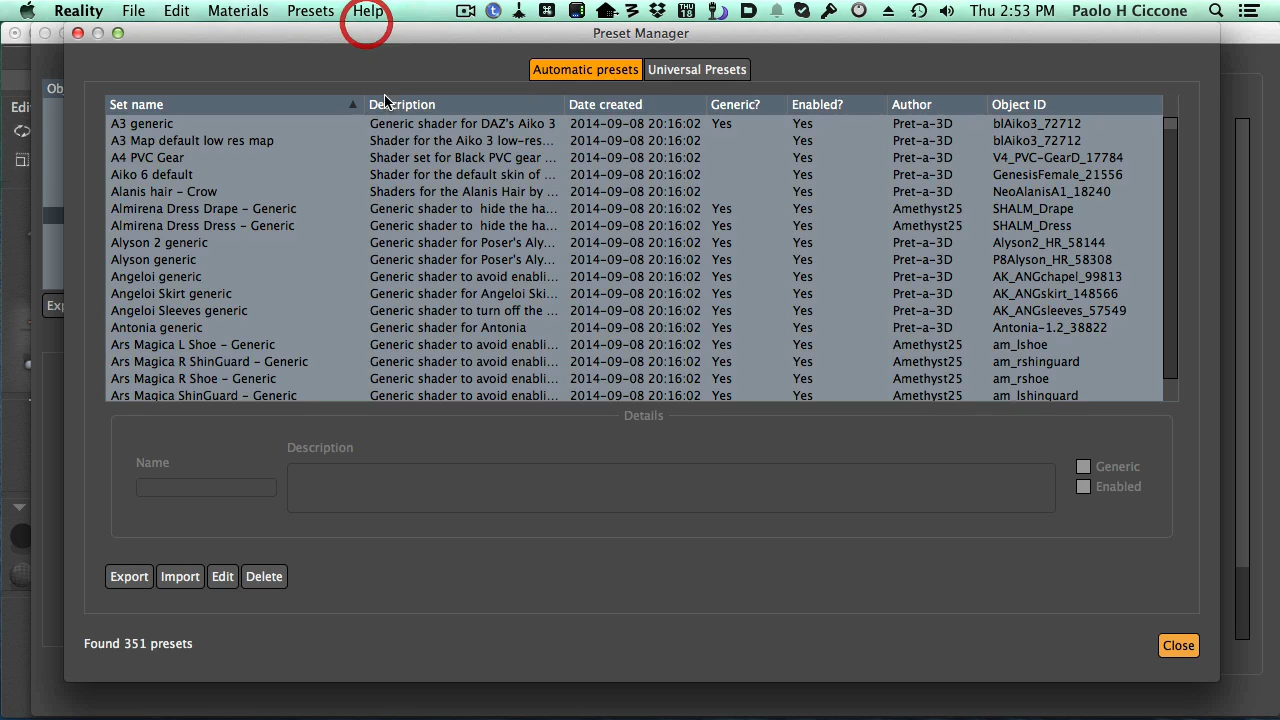 Reality File Edit Materials Presets Help THU 18 Thu 2:53 PM Paolo H Ciccone
Preset Manager
Automatic presets Universal Presets
Ob
Edi
Exp
Set name Description Date created Generic? Enabled? Author Object ID
A3 generic Generic shader for DAZ's Aiko 3 2014-09-08 20:16:02 Yes Yes Pret-a-3D blAiko3_72712
A3 Map default low res map Shader for the Aiko 3 low-res... 2014-09-08 20:16:02 Yes Pret-a-3D blAiko3_72712
A4 PVC Gear Shader set for Black PVC gear ... 2014-09-08 20:16:02 Yes Pret-a-3D V4_PVC-GearD_17784
Aiko 6 default Shader for the default skin of ... 2014-09-08 20:16:02 Yes Pret-a-3D GenesisFemale_21556
Alanis hair - Crow Shaders for the Alanis Hair by ... 2014-09-08 20:16:02 Yes Pret-a-3D NeoAlanisA1_18240
Almirena Dress Drape - Generic Generic shader to hide the ha... 2014-09-08 20:16:02 Yes Yes Amethyst25 SHALM_Drape
Almirena Dress Dress - Generic Generic shader to hide the ha... 2014-09-08 20:16:02 Yes Yes Amethyst25 SHALM_Dress
Alyson 2 generic Generic shader for Poser's Aly... 2014-09-08 20:16:02 Yes Yes Pret-a-3D Alyson2_HR_58144
Alyson generic Generic shader for Poser's Aly... 2014-09-08 20:16:02 Yes Yes Pret-a-3D P8Alyson_HR_58308
Angeloi generic Generic shader to avoid enabli... 2014-09-08 20:16:02 Yes Yes Pret-a-3D AK_ANGchapel_99813
Angeloi Skirt generic Generic shader for Angeloi Ski... 2014-09-08 20:16:02 Yes Yes Pret-a-3D AK_ANGskirt_148566
Angeloi Sleeves generic Generic shader to turn off the ... 2014-09-08 20:16:02 Yes Yes Pret-a-3D AK_ANGsleeves_57549
Antonia generic Generic shader for Antonia 2014-09-08 20:16:02 Yes Yes Pret-a-3D Antonia-1.2_38822
Ars Magica L Shoe - Generic Generic shader to avoid enabli... 2014-09-08 20:16:02 Yes Yes Amethyst25 am_lshoe
Ars Magica R ShinGuard - Generic Generic shader to avoid enabli... 2014-09-08 20:16:02 Yes Yes Amethyst25 am_rshinguard
Ars Magica R Shoe - Generic Generic shader to avoid enabli... 2014-09-08 20:16:02 Yes Yes Amethyst25 am_rshoe
Ars Magica ShinGuard - Generic Generic shader to avoid enabli... 2014-09-08 20:16:02 Yes Yes Amethyst25 am_lshinguard
Details
Name Description
Generic
Enabled
Export Import Edit Delete
Found 351 presets
Close